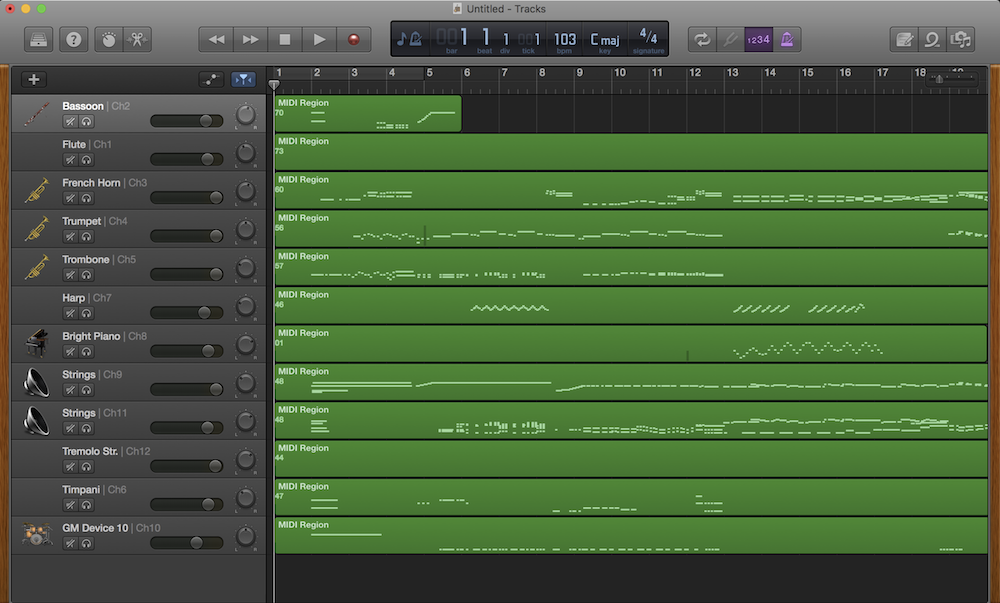 Untitled - Tracks
001 1 1 001 103 C maj 4/4
bar beat div tick bpm key signature
1234
1 2 3 4 5 6 7 8 9 10 11 12 13 14 15 16 17 18
Bassoon | Ch2
L R
MIDI Region
70
Flute | Ch1
L R
MIDI Region
73
French Horn | Ch3
L R
MIDI Region
60
Trumpet | Ch4
L R
MIDI Region
56
Trombone | Ch5
L R
MIDI Region
57
Harp | Ch7
L R
MIDI Region
46
Bright Piano | Ch8
L R
MIDI Region
01
Strings | Ch9
L R
MIDI Region
48
Strings | Ch11
L R
MIDI Region
48
Tremolo Str. | Ch12
L R
MIDI Region
44
Timpani | Ch6
L R
MIDI Region
47
GM Device 10 | Ch10
L R
MIDI Region